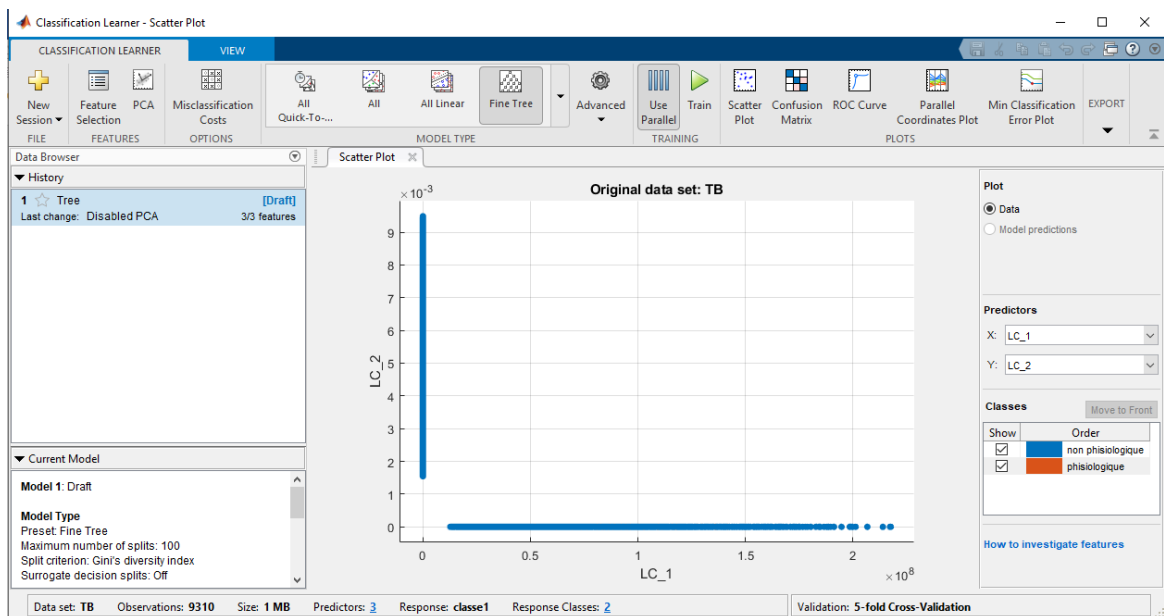 Classification Learner - Scatter Plot
CLASSIFICATION LEARNER VIEW
New Session
Feature Selection
PCA
Misclassification Costs
All Quick-To-...
All
All Linear
Fine Tree
Advanced
Use Parallel
Train
Scatter Plot
Confusion Matrix
ROC Curve
Parallel Coordinates Plot
Min Classification Error Plot
EXPORT
FILE FEATURES OPTIONS MODEL TYPE TRAINING PLOTS
Data Browser
History
1 Tree [Draft]
Last change: Disabled PCA 3/3 features
Current Model
Model 1: Draft
Model Type
Preset: Fine Tree
Maximum number of splits: 100
Split criterion: Gini's diversity index
Surrogate decision splits: Off
Scatter Plot
Original data set: TB
×10⁻³
9
8
7
6
5
4
3
2
1
0
LC_2
0 0.5 1 1.5 2
LC_1
×10⁸
Plot
Data
Model predictions
Predictors
X: LC_1
Y: LC_2
Classes Move to Front
Show Order
non phisiologique
phisiologique
How to investigate features
Data set: TB Observations: 9310 Size: 1 MB Predictors: 3 Response: classe1 Response Classes: 2 Validation: 5-fold Cross-Validation